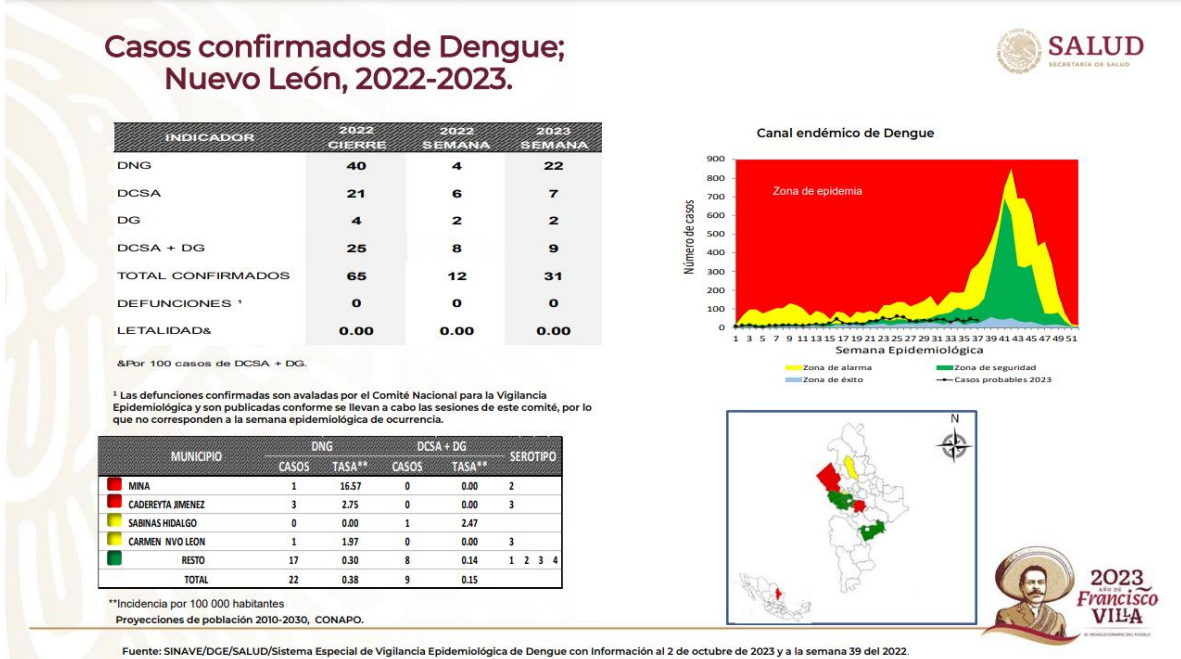 Casos confirmados de Dengue;
Nuevo León, 2022-2023.
SALUD
SECRETARÍA DE SALUD
INDICADOR 2022 CIERRE 2022 SEMANA 2023 SEMANA
DNG 40 4 22
DCSA 21 6 7
DG 4 2 2
DCSA + DG 25 8 9
TOTAL CONFIRMADOS 65 12 31
DEFUNCIONES ¹ 0 0 0
LETALIDAD& 0.00 0.00 0.00
&Por 100 casos de DCSA + DG.
¹ Las defunciones confirmadas son avaladas por el Comité Nacional para la Vigilancia
Epidemiológica y son publicadas conforme se llevan a cabo las sesiones de este comité, por lo
que no corresponden a la semana epidemiológica de ocurrencia.
MUNICIPIO DNG DCSA + DG SEROTIPO
CASOS TASA** CASOS TASA**
MINA 1 16.57 0 0.00 2
CADEREYTA JIMENEZ 3 2.75 0 0.00 3
SABINAS HIDALGO 0 0.00 1 2.47
CARMEN NVO LEON 1 1.97 0 0.00 3
RESTO 17 0.30 8 0.14 1 2 3 4
TOTAL 22 0.38 9 0.15
**Incidencia por 100 000 habitantes
Proyecciones de población 2010-2030, CONAPO.
Canal endémico de Dengue
Número de casos
900
800
700
600
500
400
300
200
100
0
Zona de epidemia
1 3 5 7 9 11 13 15 17 19 21 23 25 27 29 31 33 35 37 39 41 43 45 47 49 51
Semana Epidemiológica
Zona de alarma Zona de seguridad
Zona de éxito Casos probables 2023
N
2023
AÑO DE
Francisco
VILLA
EL REVOLUCIONARIO DEL PUEBLO
Fuente: SINAVE/DGE/SALUD/Sistema Especial de Vigilancia Epidemiológica de Dengue con Información al 2 de octubre de 2023 y a la semana 39 del 2022.